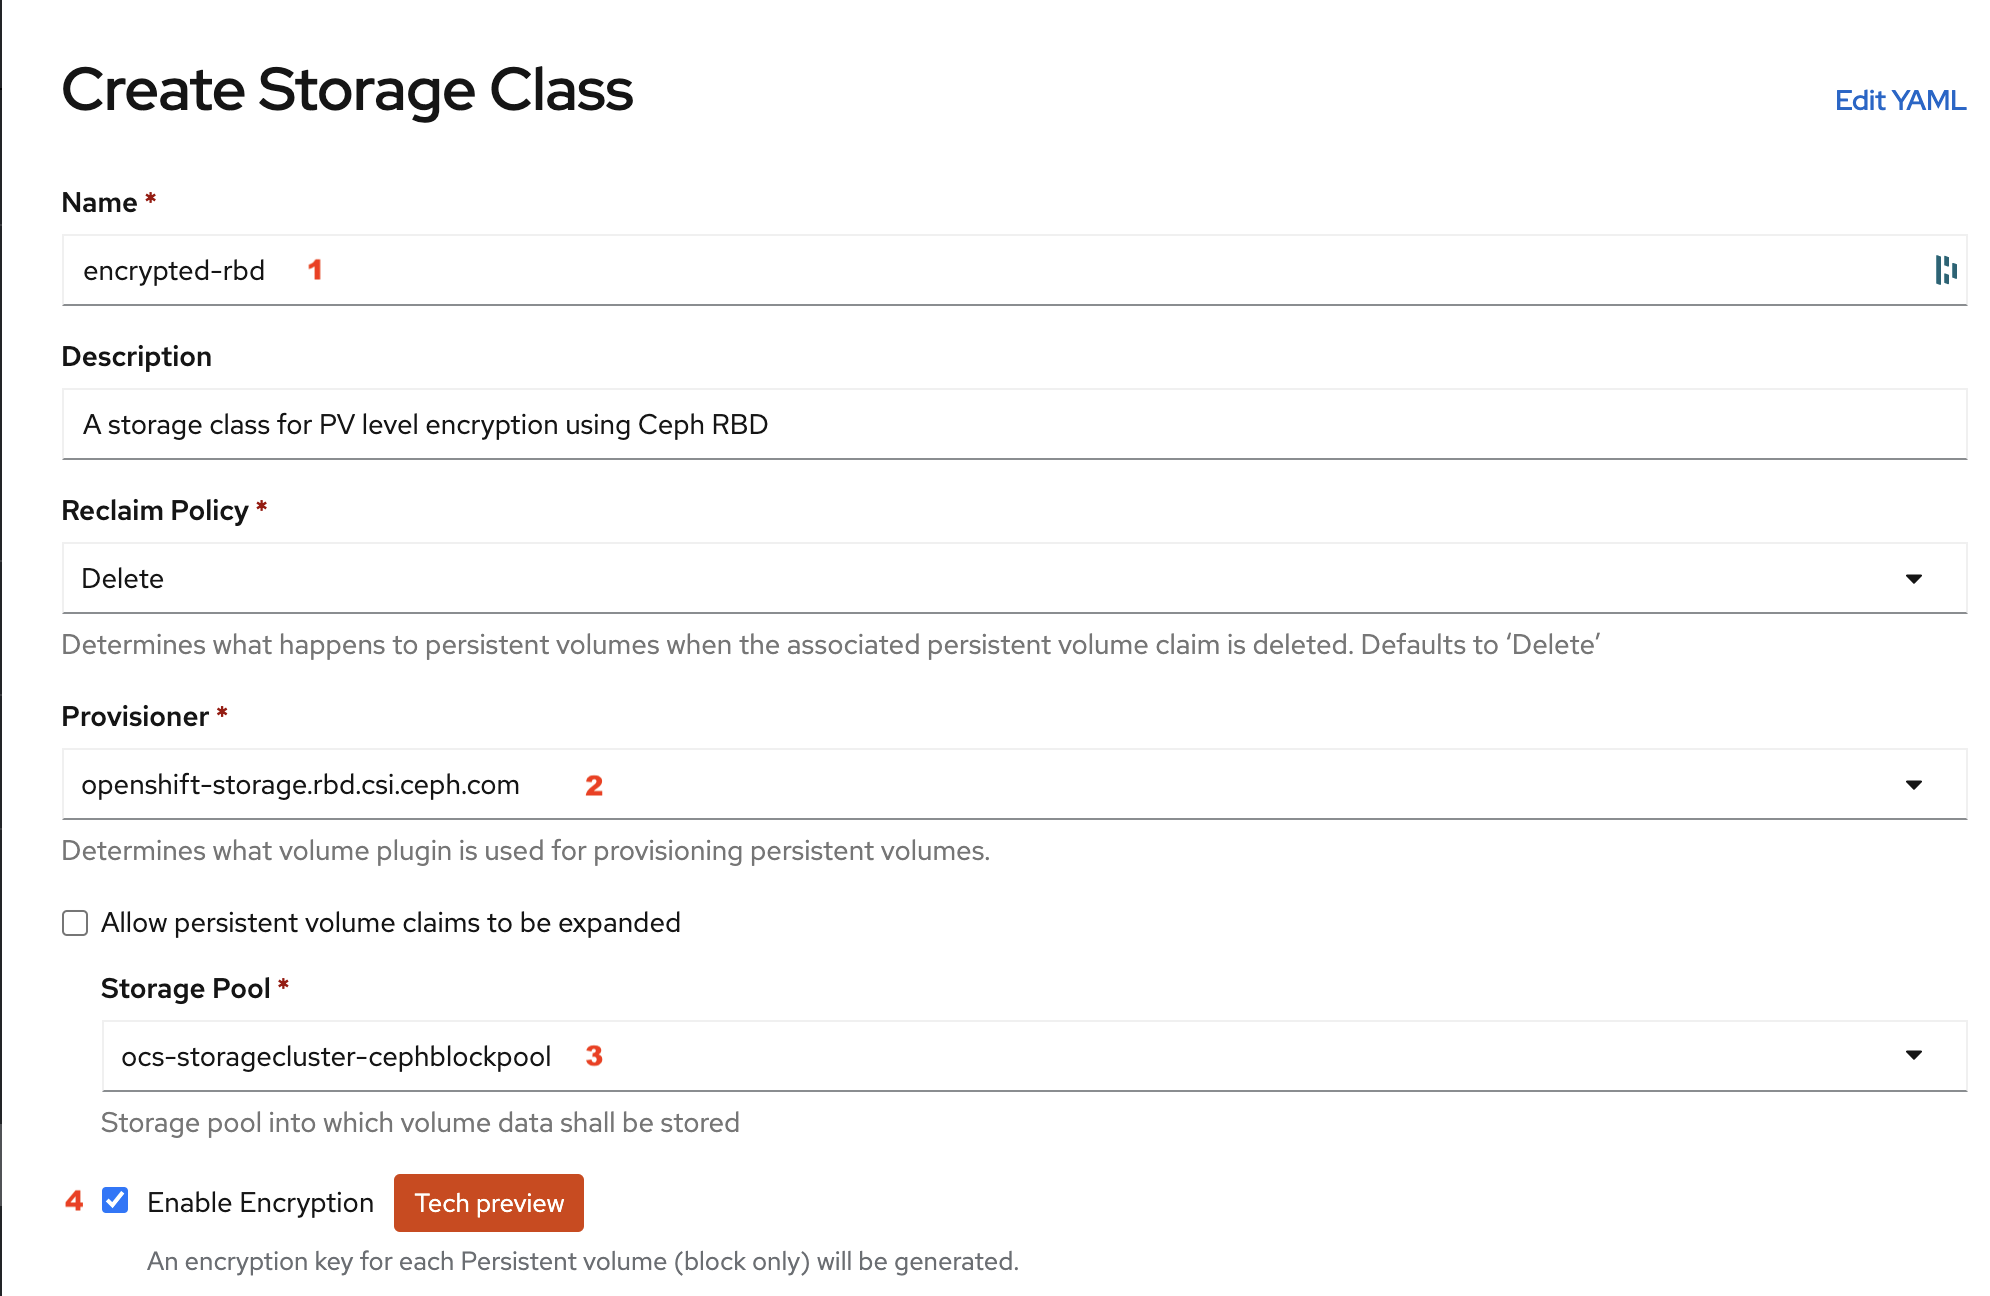 Create Storage Class
Edit YAML
Name *
encrypted-rbd 1
Description
A storage class for PV level encryption using Ceph RBD
Reclaim Policy *
Delete
Determines what happens to persistent volumes when the associated persistent volume claim is deleted. Defaults to ‘Delete’
Provisioner *
openshift-storage.rbd.csi.ceph.com 2
Determines what volume plugin is used for provisioning persistent volumes.
Allow persistent volume claims to be expanded
Storage Pool *
ocs-storagecluster-cephblockpool 3
Storage pool into which volume data shall be stored
4 Enable Encryption Tech preview
An encryption key for each Persistent volume (block only) will be generated.